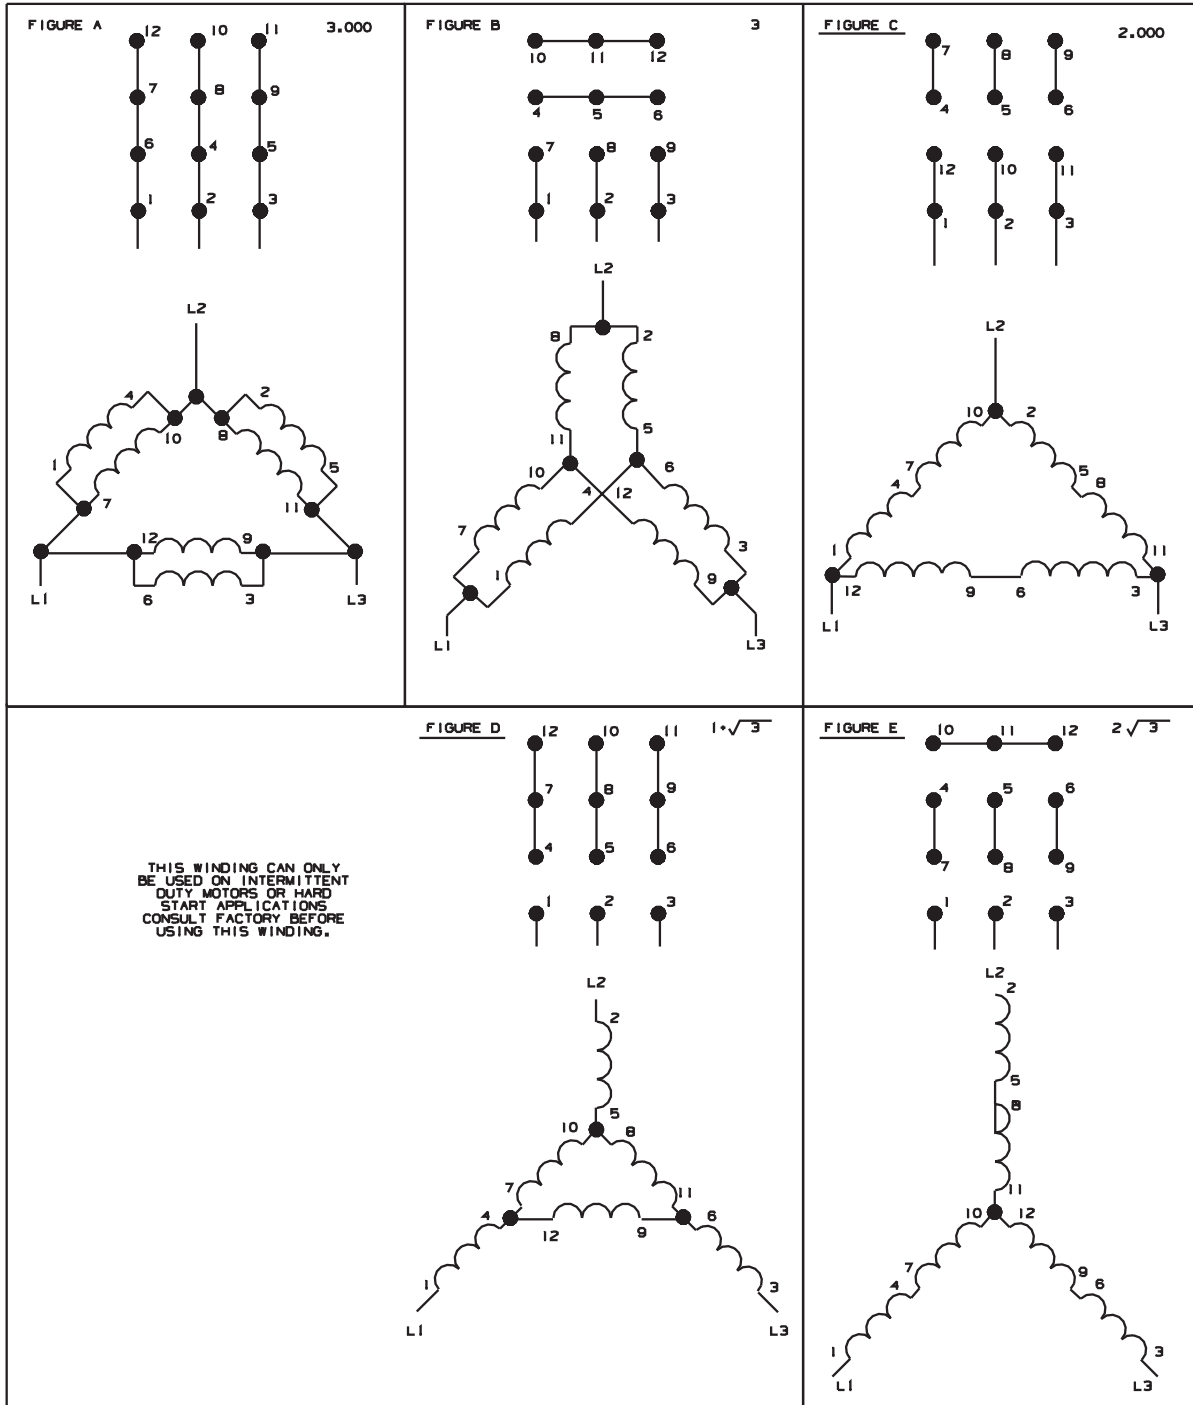 FIGURE A 3.000
12 10 11
7 8 9
6 4 5
1 2 3
L2
4 2
10 8
1 5
7 11
12 9
6 3
L1 L3
FIGURE B 3
10 11 12
4 5 6
7 8 9
1 2 3
L2
8 2
11 5
10 4 12 6
7 3
1 9
L1 L3
FIGURE C 2.000
7 8 9
4 5 6
12 10 11
1 2 3
L2
10 2
7 5
4 8
1 11
12 9 6 3
L1 L3
THIS WINDING CAN ONLY
BE USED ON INTERMITTENT
DUTY MOTORS OR HARD
START APPLICATIONS
CONSULT FACTORY BEFORE
USING THIS WINDING.
FIGURE D 1+√3
12 10 11
7 8 9
4 5 6
1 2 3
L2
2
5
10 8
7 11
4 6
12 9
1 3
L1 L3
FIGURE E 2√3
10 11 12
4 5 6
7 8 9
1 2 3
L2
2
5
8
11
10 12
7 9
4 6
1 3
L1 L3